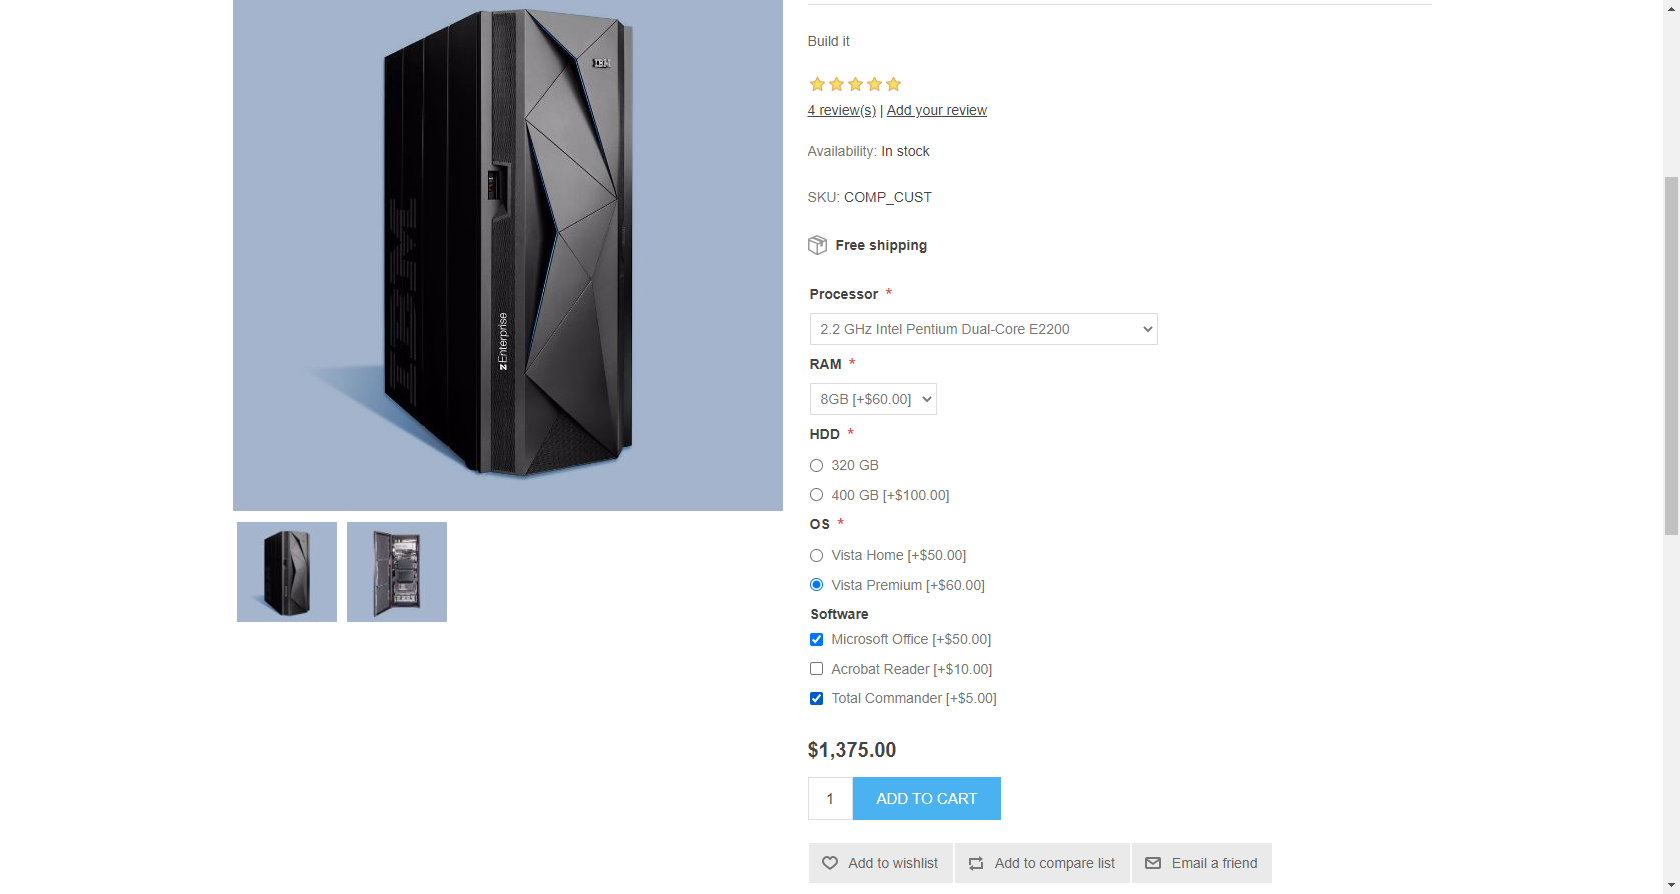 IBM
IBM
zEnterprise
Build it
4 review(s) | Add your review
Availability: In stock
SKU: COMP_CUST
Free shipping
Processor *
2.2 GHz Intel Pentium Dual-Core E2200
RAM *
8GB [+$60.00]
HDD *
320 GB
400 GB [+$100.00]
OS *
Vista Home [+$50.00]
Vista Premium [+$60.00]
Software
Microsoft Office [+$50.00]
Acrobat Reader [+$10.00]
Total Commander [+$5.00]
$1,375.00
1 ADD TO CART
Add to wishlist Add to compare list Email a friend